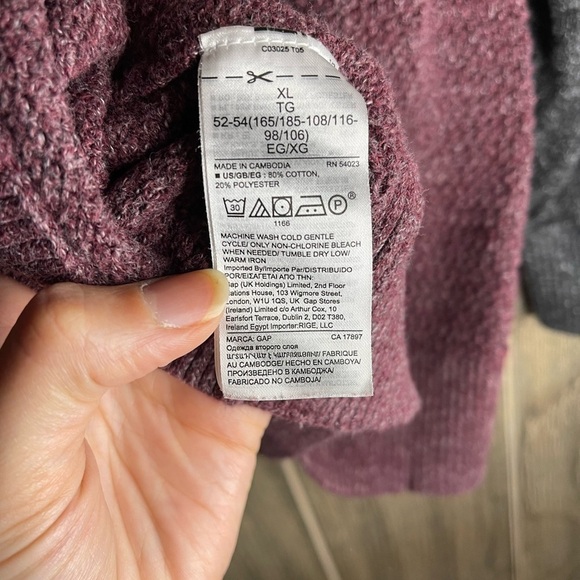 C03025 T05
XL
TG
52-54(165/185-108/116-
98/106)
EG/XG
MADE IN CAMBODIA RN 54023
■ US/GB/EG : 80% COTTON,
20% POLYESTER
30 P ®
1166
MACHINE WASH COLD GENTLE
CYCLE/ ONLY NON-CHLORINE BLEACH
WHEN NEEDED/ TUMBLE DRY LOW/
WARM IRON
Imported By/Importé Par/DISTRIBUIDO
POR/ΕΙΣΑΓΕΤΑΙ ΑΠΟ ΤΗΝ:
Gap (UK Holdings) Limited, 2nd Floor
Stations House, 103 Wigmore Street,
London, W1U 1QS, UK Gap Stores
(Ireland) Limited c/o Arthur Cox, 10
Earlsfort Terrace, Dublin 2, D02 T380,
Ireland Egypt Importer:RIGE, LLC
MARCA: GAP CA 17897
Одежда второго слоя
FABRIQUE
AU CAMBODGE/ HECHO EN CAMBOYA/
ПРОИЗВЕДЕНО В КАМБОДЖА/
FABRICADO NO CAMBOJA